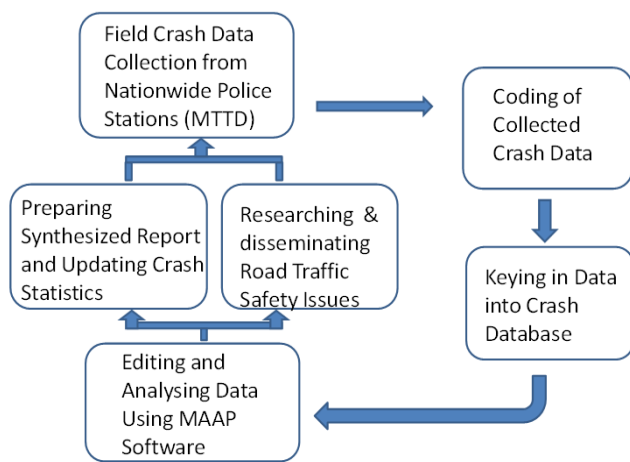 Field Crash Data
Collection from
Nationwide Police
Stations (MTTD)
Coding of
Collected
Crash Data
Keying in Data
into Crash
Database
Editing and
Analysing Data
Using MAAP
Software
Preparing
Synthesized Report
and Updating Crash
Statistics
Researching &
disseminating
Road Traffic
Safety Issues